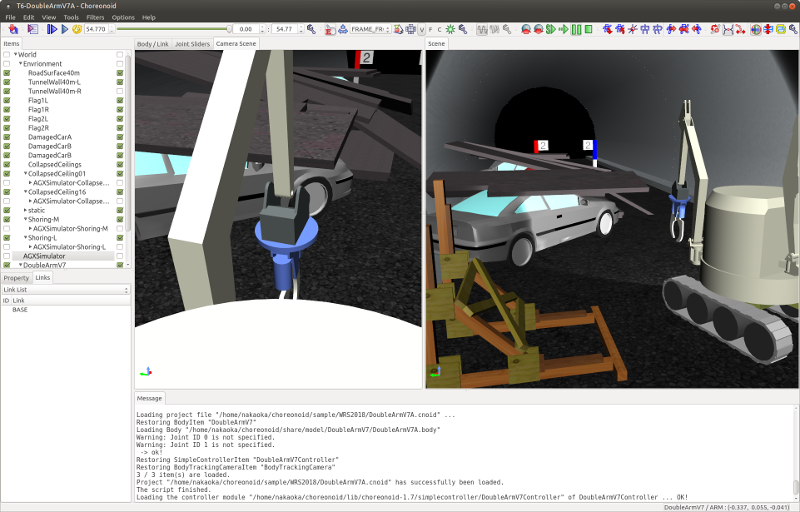 T6-DoubleArmV7A - Choreonoid
File Edit View Tools Filters Options Help
54.770 0.00 : 54.77 FRAME_FR V F C
Items
World
Envrionment
RoadSurface40m
TunnelWall40m-L
TunnelWall40m-R
Flag1L
Flag1R
Flag2L
Flag2R
DamagedCarA
DamagedCarB
DamagedCarB
CollapsedCeilings
CollapsedCeiling01
AGXSimulator-Collapse...
CollapsedCeiling16
AGXSimulator-Collapse...
static
Shoring-M
AGXSimulator-Shoring-M
Shoring-L
AGXSimulator-Shoring-L
AGXSimulator
DoubleArmV7
Property Links
Link List
ID Link
BASE
Body / Link Joint Sliders Camera Scene
2
Scene
2 2
Message
Loading project file "/home/nakaoka/choreonoid/sample/WRS2018/DoubleArmV7A.cnoid" ...
Restoring BodyItem "DoubleArmV7"
Loading Body "/home/nakaoka/choreonoid/share/model/DoubleArmV7/DoubleArmV7A.body"
Warning: Joint ID 0 is not specified.
Warning: Joint ID 1 is not specified.
-> ok!
Restoring SimpleControllerItem "DoubleArmV7Controller"
Restoring BodyTrackingCameraItem "BodyTrackingCamera"
3 / 3 item(s) are loaded.
Project "/home/nakaoka/choreonoid/sample/WRS2018/DoubleArmV7A.cnoid" has successfully been loaded.
The script finished.
Loading the controller module "/home/nakaoka/choreonoid/lib/choreonoid-1.7/simplecontroller/DoubleArmV7Controller" of DoubleArmV7Controller ... OK!
DoubleArmV7 / ARM : (-0.337, 0.055, -0.041)